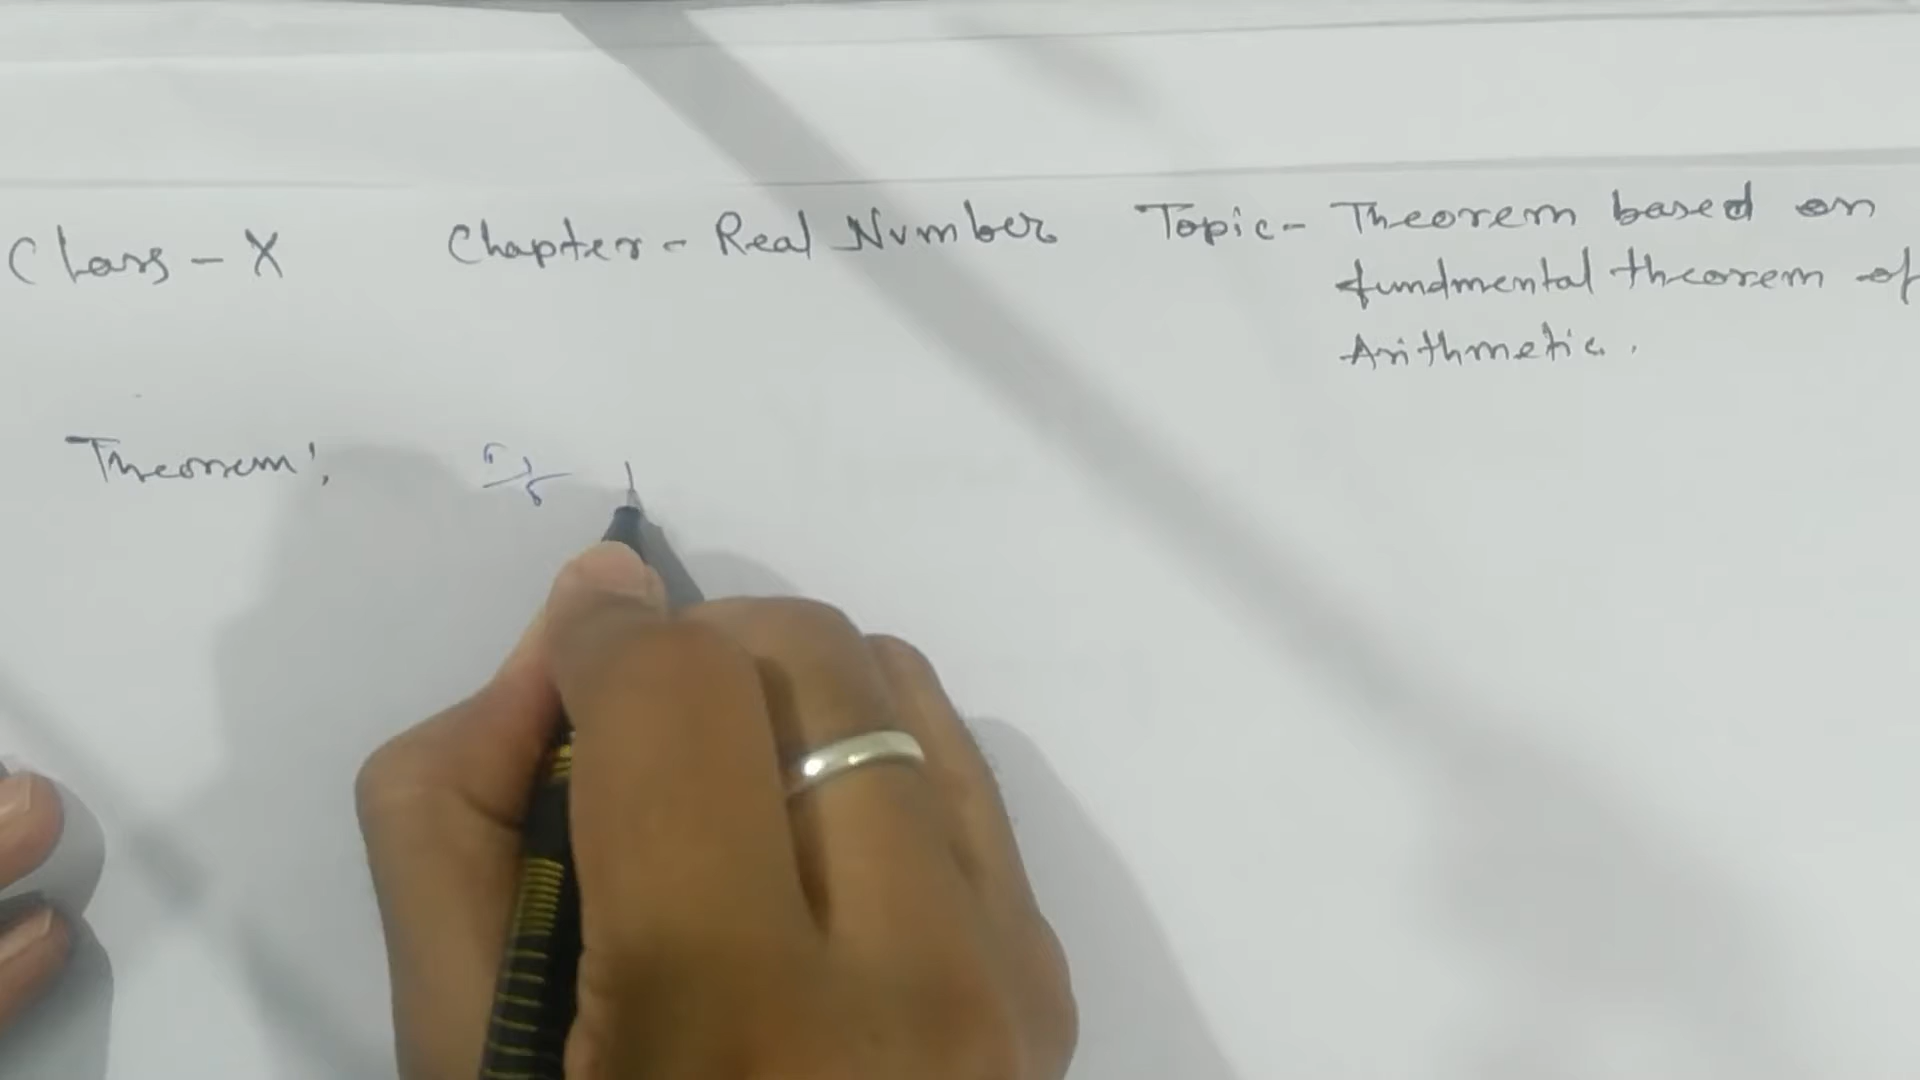 Class - X Chapter - Real Number Topic - Theorem based on
fundmental theorem of
Arithmetic.
Theorem: